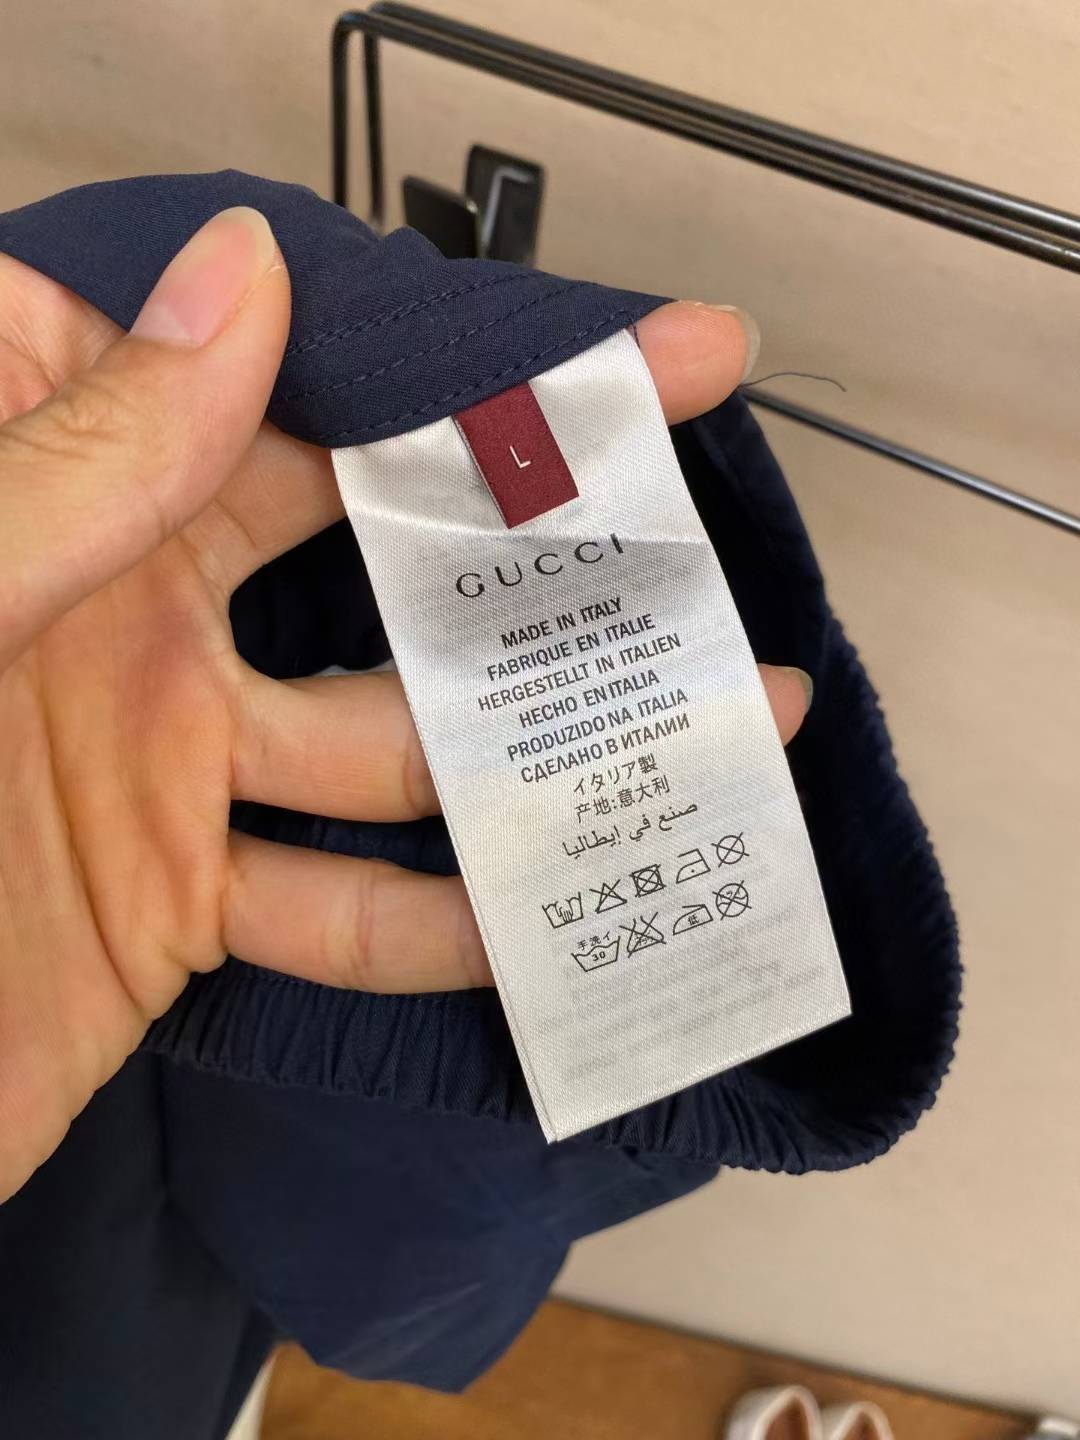 L
GUCCI
MADE IN ITALY
FABRIQUE EN ITALIE
HERGESTELLT IN ITALIEN
HECHO EN ITALIA
PRODUZIDO NA ITALIA
СДЕЛАНО В ИТАЛИИ
イタリア製
产地:意大利
صنع في إيطاليا
手洗イ
30
低